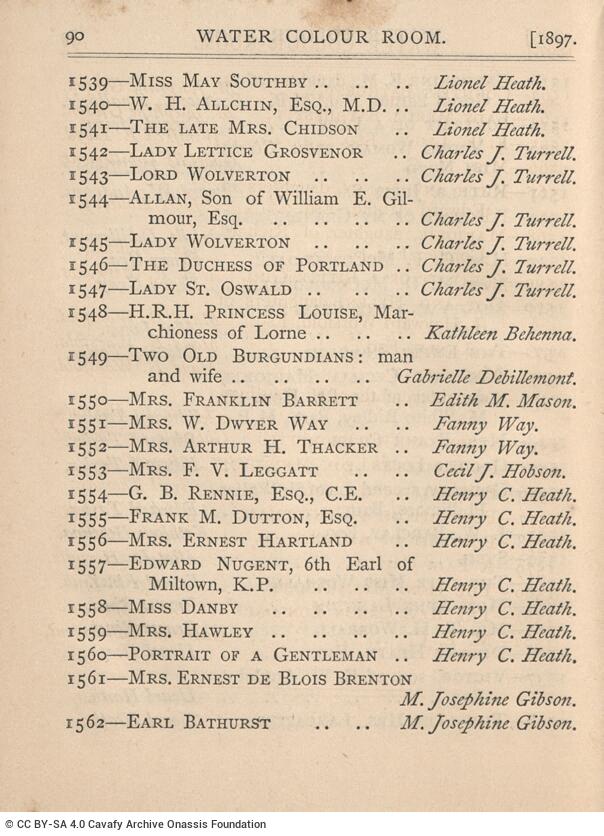 90 WATER COLOUR ROOM. [1897.
1539—Miss May Southby .. .. .. Lionel Heath.
1540—W. H. Allchin, Esq., M.D. .. Lionel Heath.
1541—The late Mrs. Chidson .. Lionel Heath.
1542—Lady Lettice Grosvenor .. Charles J. Turrell.
1543—Lord Wolverton .. .. .. Charles J. Turrell.
1544—Allan, Son of William E. Gil-
mour, Esq. .. .. .. .. Charles J. Turrell.
1545—Lady Wolverton .. .. .. Charles J. Turrell.
1546—The Duchess of Portland .. Charles J. Turrell.
1547—Lady St. Oswald .. .. .. Charles J. Turrell.
1548—H.R.H. Princess Louise, Mar-
chioness of Lorne .. .. .. Kathleen Behenna.
1549—Two Old Burgundians: man
and wife .. .. .. .. Gabrielle Debillemont.
1550—Mrs. Franklin Barrett .. Edith M. Mason.
1551—Mrs. W. Dwyer Way .. .. Fanny Way.
1552—Mrs. Arthur H. Thacker .. Fanny Way.
1553—Mrs. F. V. Leggatt .. .. Cecil J. Hobson.
1554—G. B. Rennie, Esq., C.E. .. Henry C. Heath.
1555—Frank M. Dutton, Esq. .. Henry C. Heath.
1556—Mrs. Ernest Hartland .. Henry C. Heath.
1557—Edward Nugent, 6th Earl of
Miltown, K.P. .. .. .. Henry C. Heath.
1558—Miss Danby .. .. .. .. Henry C. Heath.
1559—Mrs. Hawley .. .. .. .. Henry C. Heath.
1560—Portrait of a Gentleman .. Henry C. Heath.
1561—Mrs. Ernest de Blois Brenton
M. Josephine Gibson.
1562—Earl Bathurst .. .. M. Josephine Gibson.
© CC BY-SA 4.0 Cavafy Archive Onassis Foundation